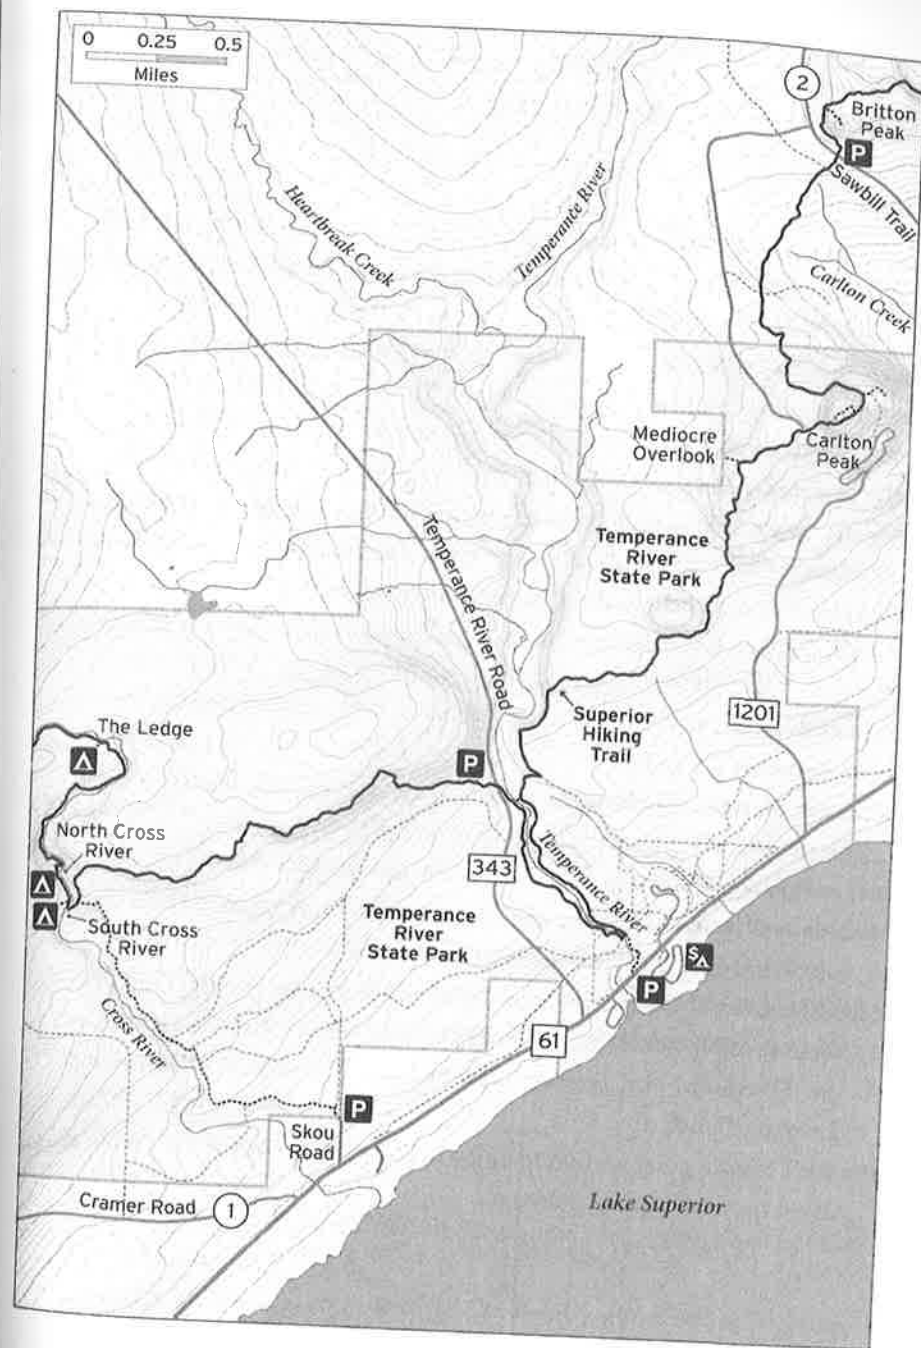 0 0.25 0.5
Miles
2
Britton
Peak
P
Sawbill Trail
Heartbreak Creek
Temperance River
Carlton Creek
Mediocre
Overlook
Carlton
Peak
Temperance River Road
Temperance
River
State Park
The Ledge
P
Superior
Hiking
Trail
1201
North Cross
River
343
Temperance River
South Cross
River
Temperance
River
State Park
$
P
Cross River
61
P
Skou
Road
Cramer Road
1
Lake Superior